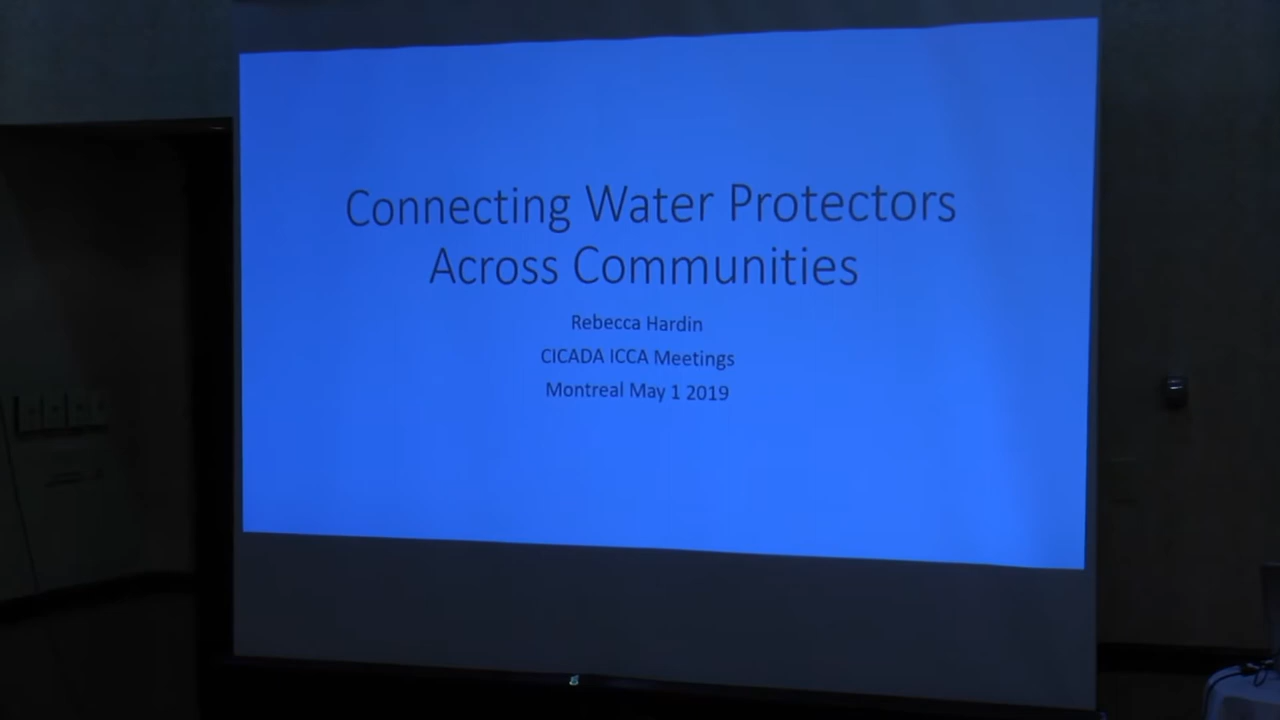 Connecting Water Protectors
Across Communities
Rebecca Hardin
CICADA ICCA Meetings
Montreal May 1 2019